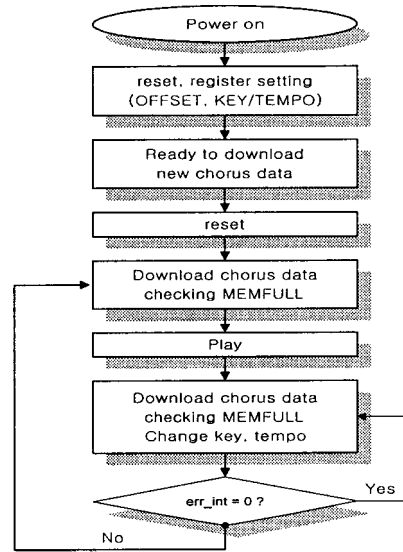 Power on
reset, register setting
(OFFSET, KEY/TEMPO)
Ready to download
new chorus data
reset
Download chorus data
checking MEMFULL
Play
Download chorus data
checking MEMFULL
Change key, tempo
err_int = 0 ?
Yes
No